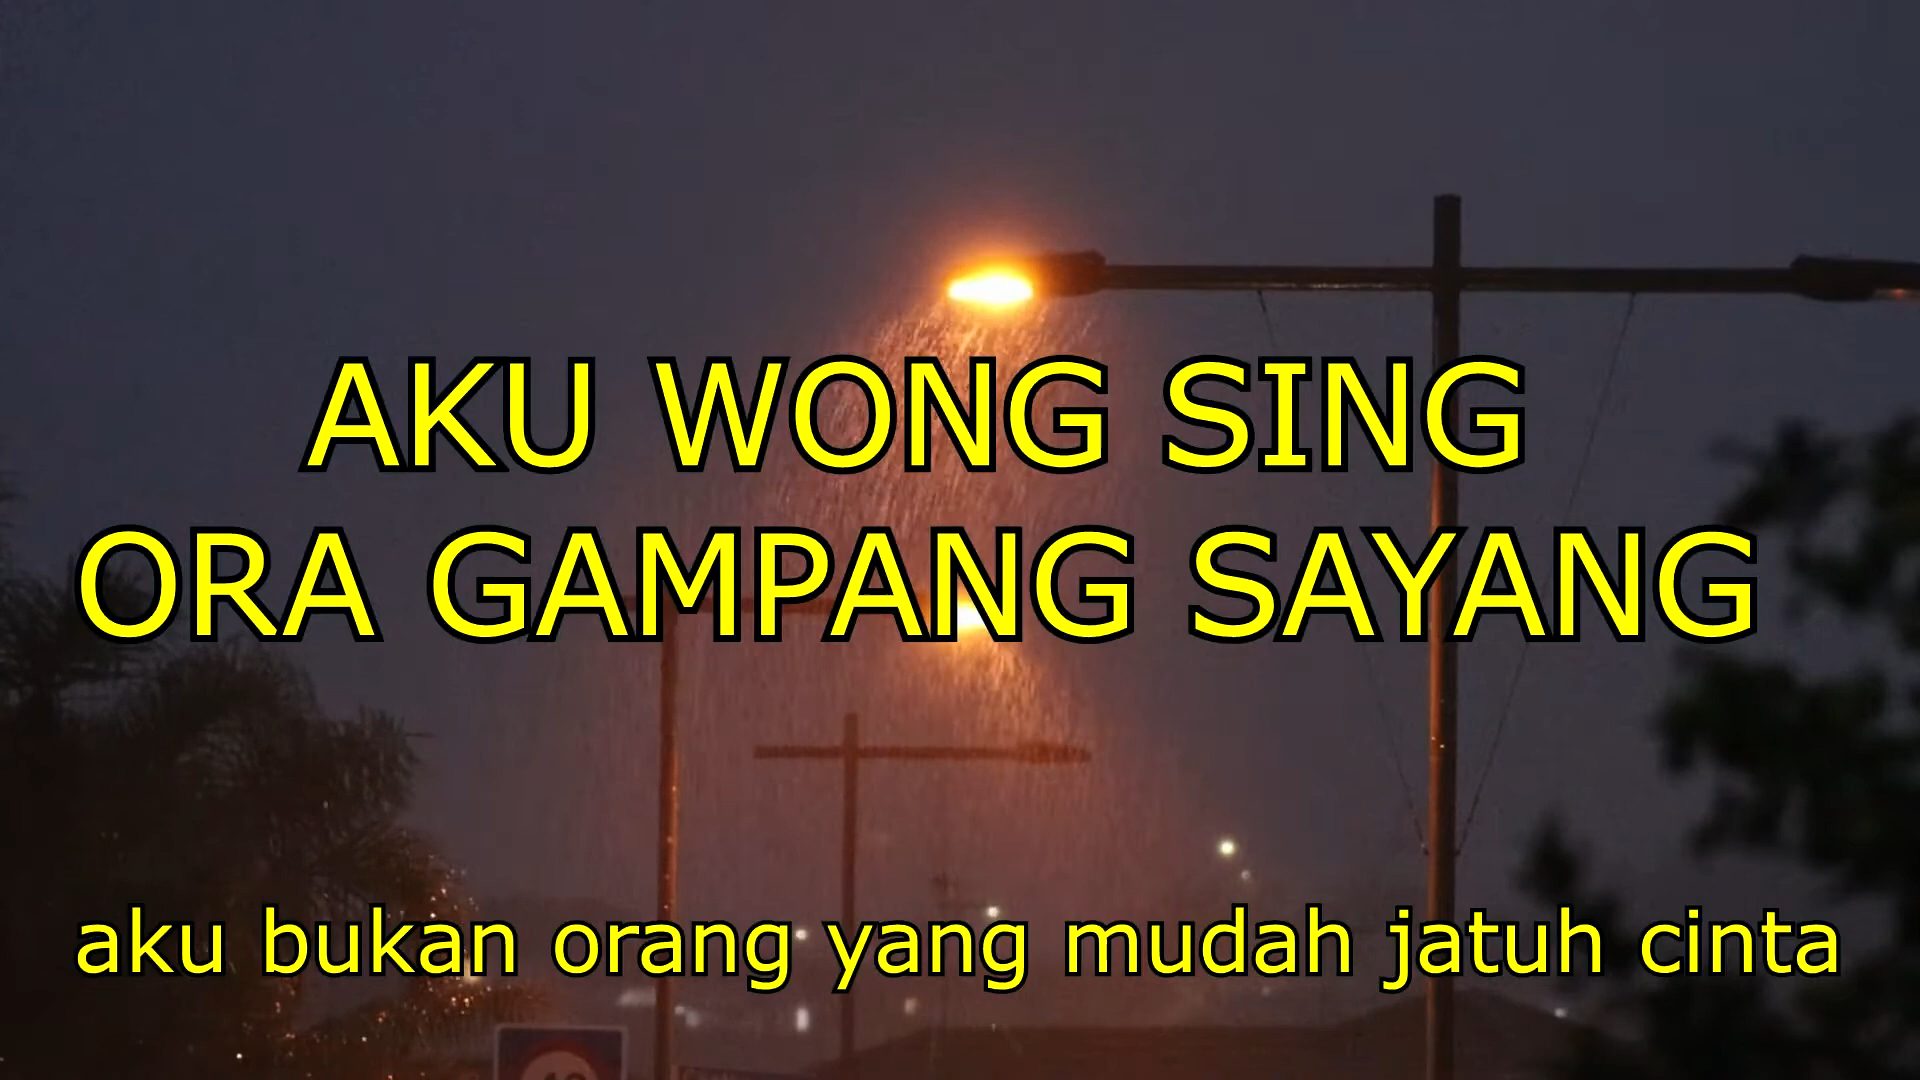 AKU WONG SING
ORA GAMPANG SAYANG
aku bukan orang yang mudah jatuh cinta